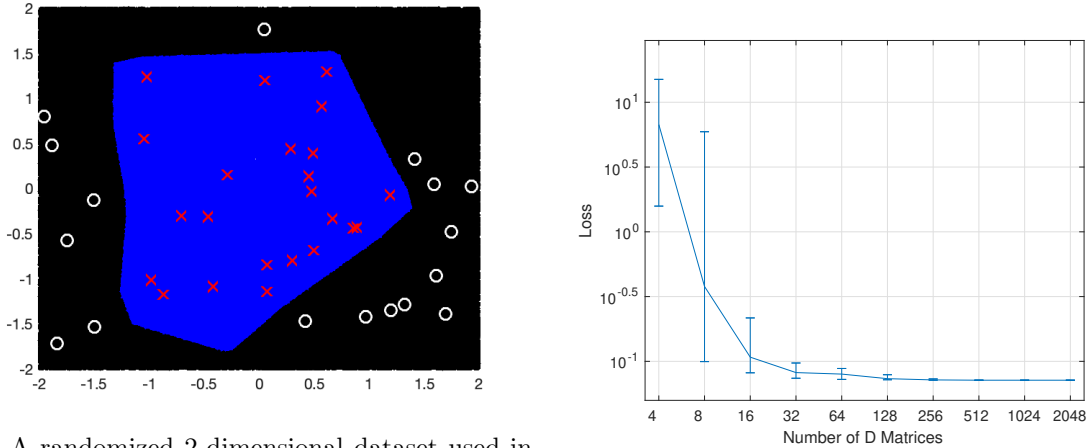 2
1.5
1
0.5
0
-0.5
-1
-1.5
-2
-2 -1.5 -1 -0.5 0 0.5 1 1.5 2
10^1
10^0.5
10^0
10^-0.5
10^-1
Loss
4 8 16 32 64 128 256 512 1024 2048
Number of D Matrices
A randomized 2-dimensional dataset used in